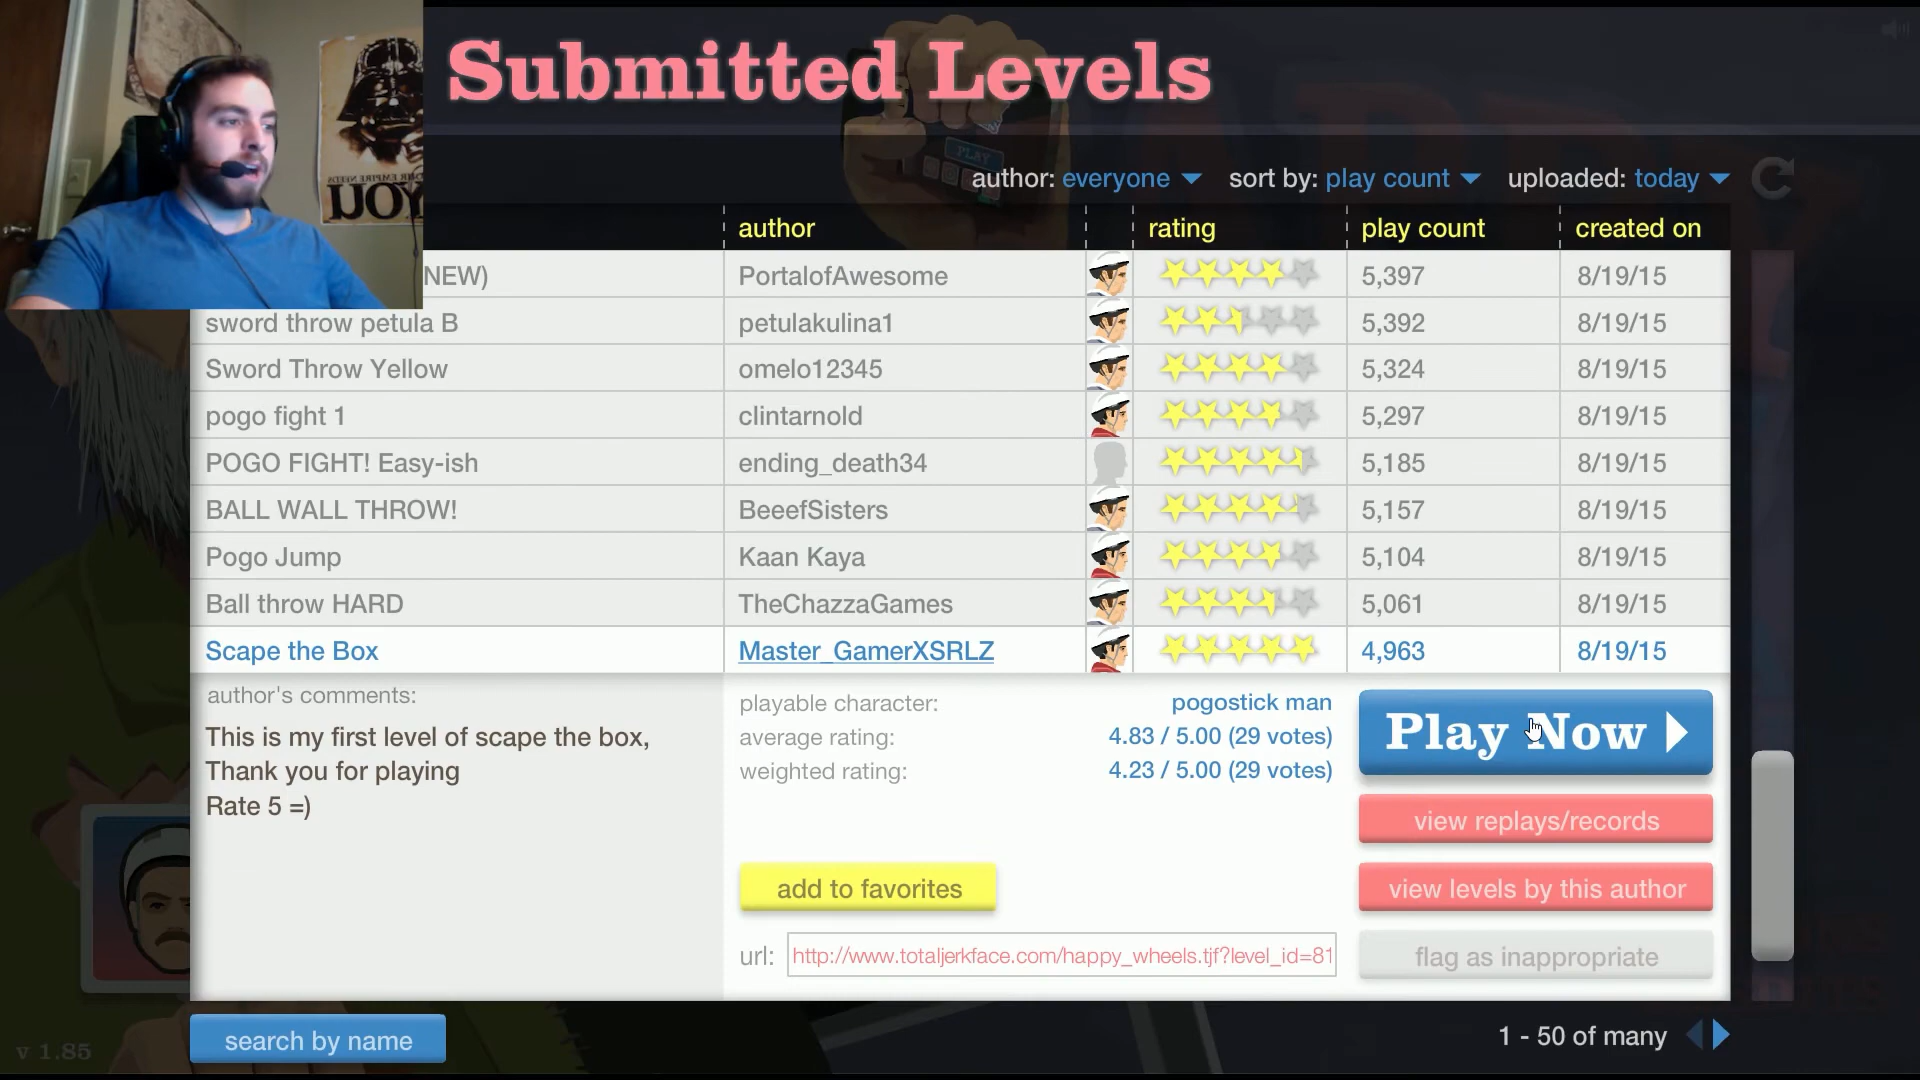 Submitted Levels
PLAY
author: everyone sort by: play count uploaded: today
author rating play count created on
NEW) PortalofAwesome 5,397 8/19/15
sword throw petula B petulakulina1 5,392 8/19/15
Sword Throw Yellow omelo12345 5,324 8/19/15
pogo fight 1 clintarnold 5,297 8/19/15
POGO FIGHT! Easy-ish ending_death34 5,185 8/19/15
BALL WALL THROW! BeeefSisters 5,157 8/19/15
Pogo Jump Kaan Kaya 5,104 8/19/15
Ball throw HARD TheChazzaGames 5,061 8/19/15
Scape the Box Master_GamerXSRLZ 4,963 8/19/15
author's comments:
This is my first level of scape the box,
Thank you for playing
Rate 5 =)
playable character: pogostick man
average rating: 4.83 / 5.00 (29 votes)
weighted rating: 4.23 / 5.00 (29 votes)
Play Now
view replays/records
add to favorites
view levels by this author
url: http://www.totaljerkface.com/happy_wheels.tjf?level_id=81
flag as inappropriate
search by name
1 - 50 of many
v 1.85
EMPIRE NEEDS
YOU